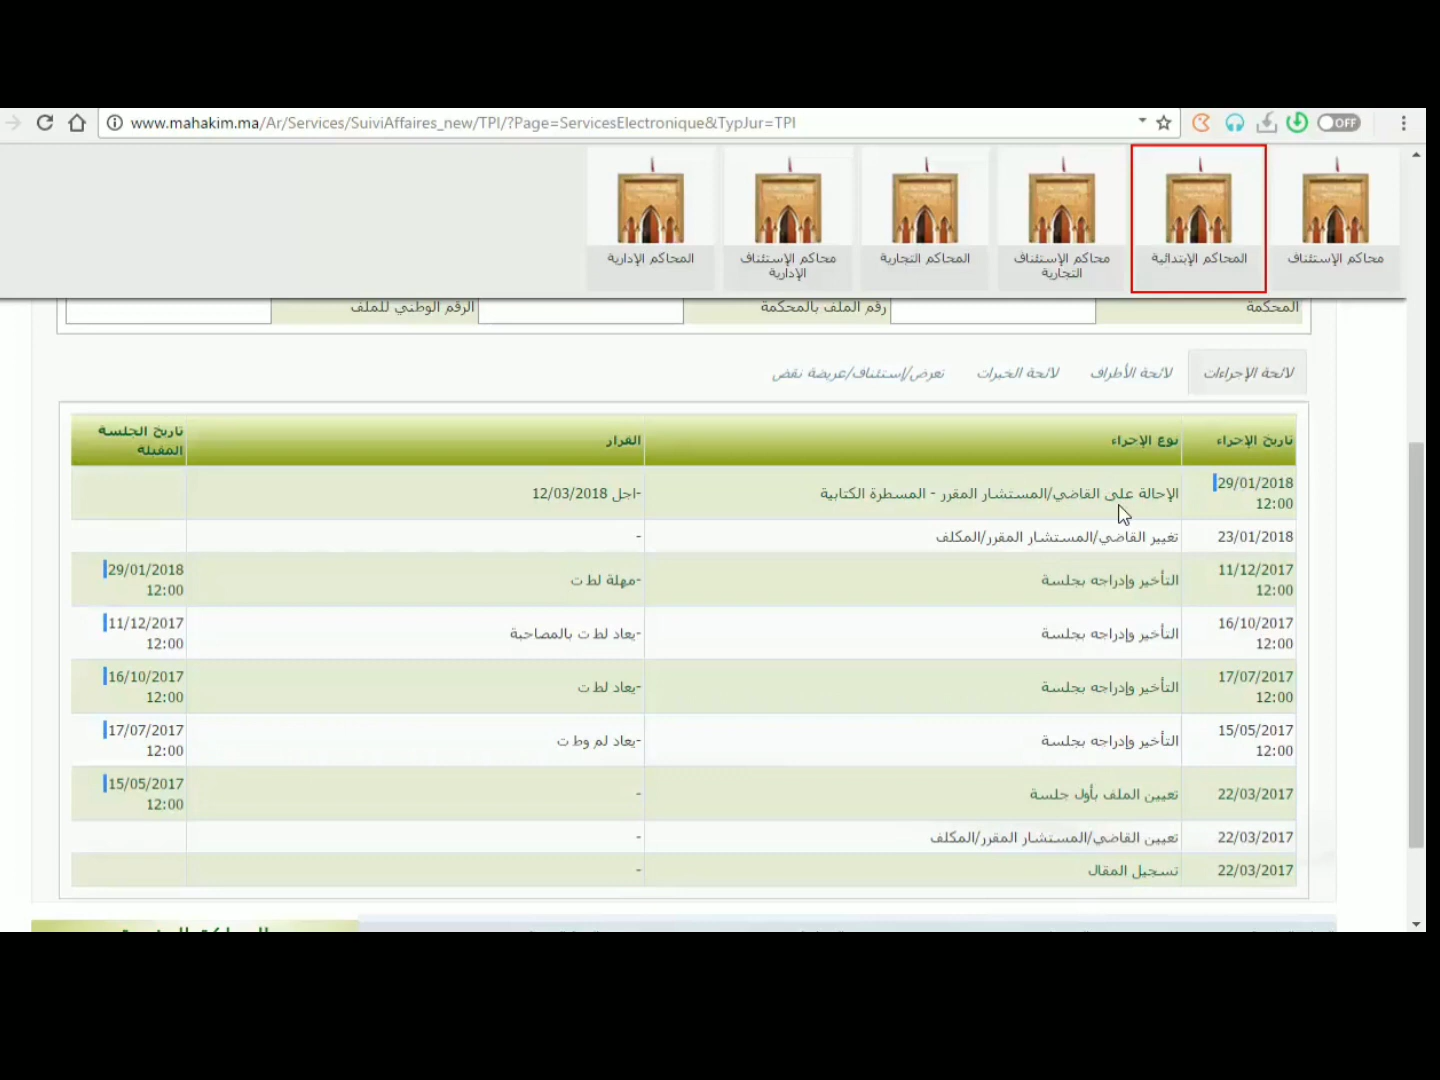 www.mahakim.ma/Ar/Services/SuiviAffaires_new/TPI/?Page=ServicesElectronique&TypJur=TPI
OFF
محاكم الإستئناف
المحاكم الإبتدائية
محاكم الإستئناف التجارية
المحاكم التجارية
محاكم الإستئناف الإدارية
المحاكم الإدارية
المحكمة رقم الملف بالمحكمة الرقم الوطني للملف
لائحة الإجراءات لائحة الأطراف لائحة الخبرات تعرض/إستئناف/عريضة نقض
تاريخ الإجراء نوع الإجراء القرار تاريخ الجلسة المقبلة
29/01/2018 12:00 الإحالة على القاضي/المستشار المقرر - المسطرة الكتابية -اجل 12/03/2018
23/01/2018 تغيير القاضي/المستشار المقرر/المكلف -
11/12/2017 12:00 التأخير وإدراجه بجلسة -مهلة لط ت 29/01/2018 12:00
16/10/2017 12:00 التأخير وإدراجه بجلسة -يعاد لط ت بالمصاحبة 11/12/2017 12:00
17/07/2017 12:00 التأخير وإدراجه بجلسة -يعاد لط ت 16/10/2017 12:00
15/05/2017 12:00 التأخير وإدراجه بجلسة -يعاد لم وط ت 17/07/2017 12:00
22/03/2017 تعيين الملف بأول جلسة - 15/05/2017 12:00
22/03/2017 تعيين القاضي/المستشار المقرر/المكلف -
22/03/2017 تسجيل المقال -